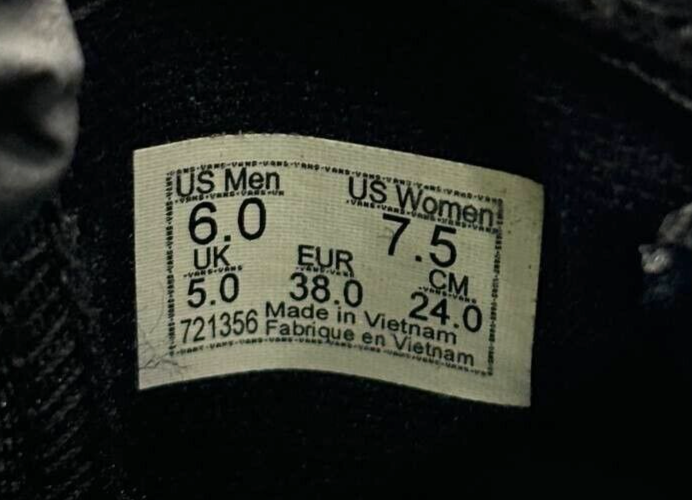 US Men US Women
6.0 7.5
UK EUR CM
5.0 38.0 24.0
721356 Made in Vietnam
Fabrique en Vietnam